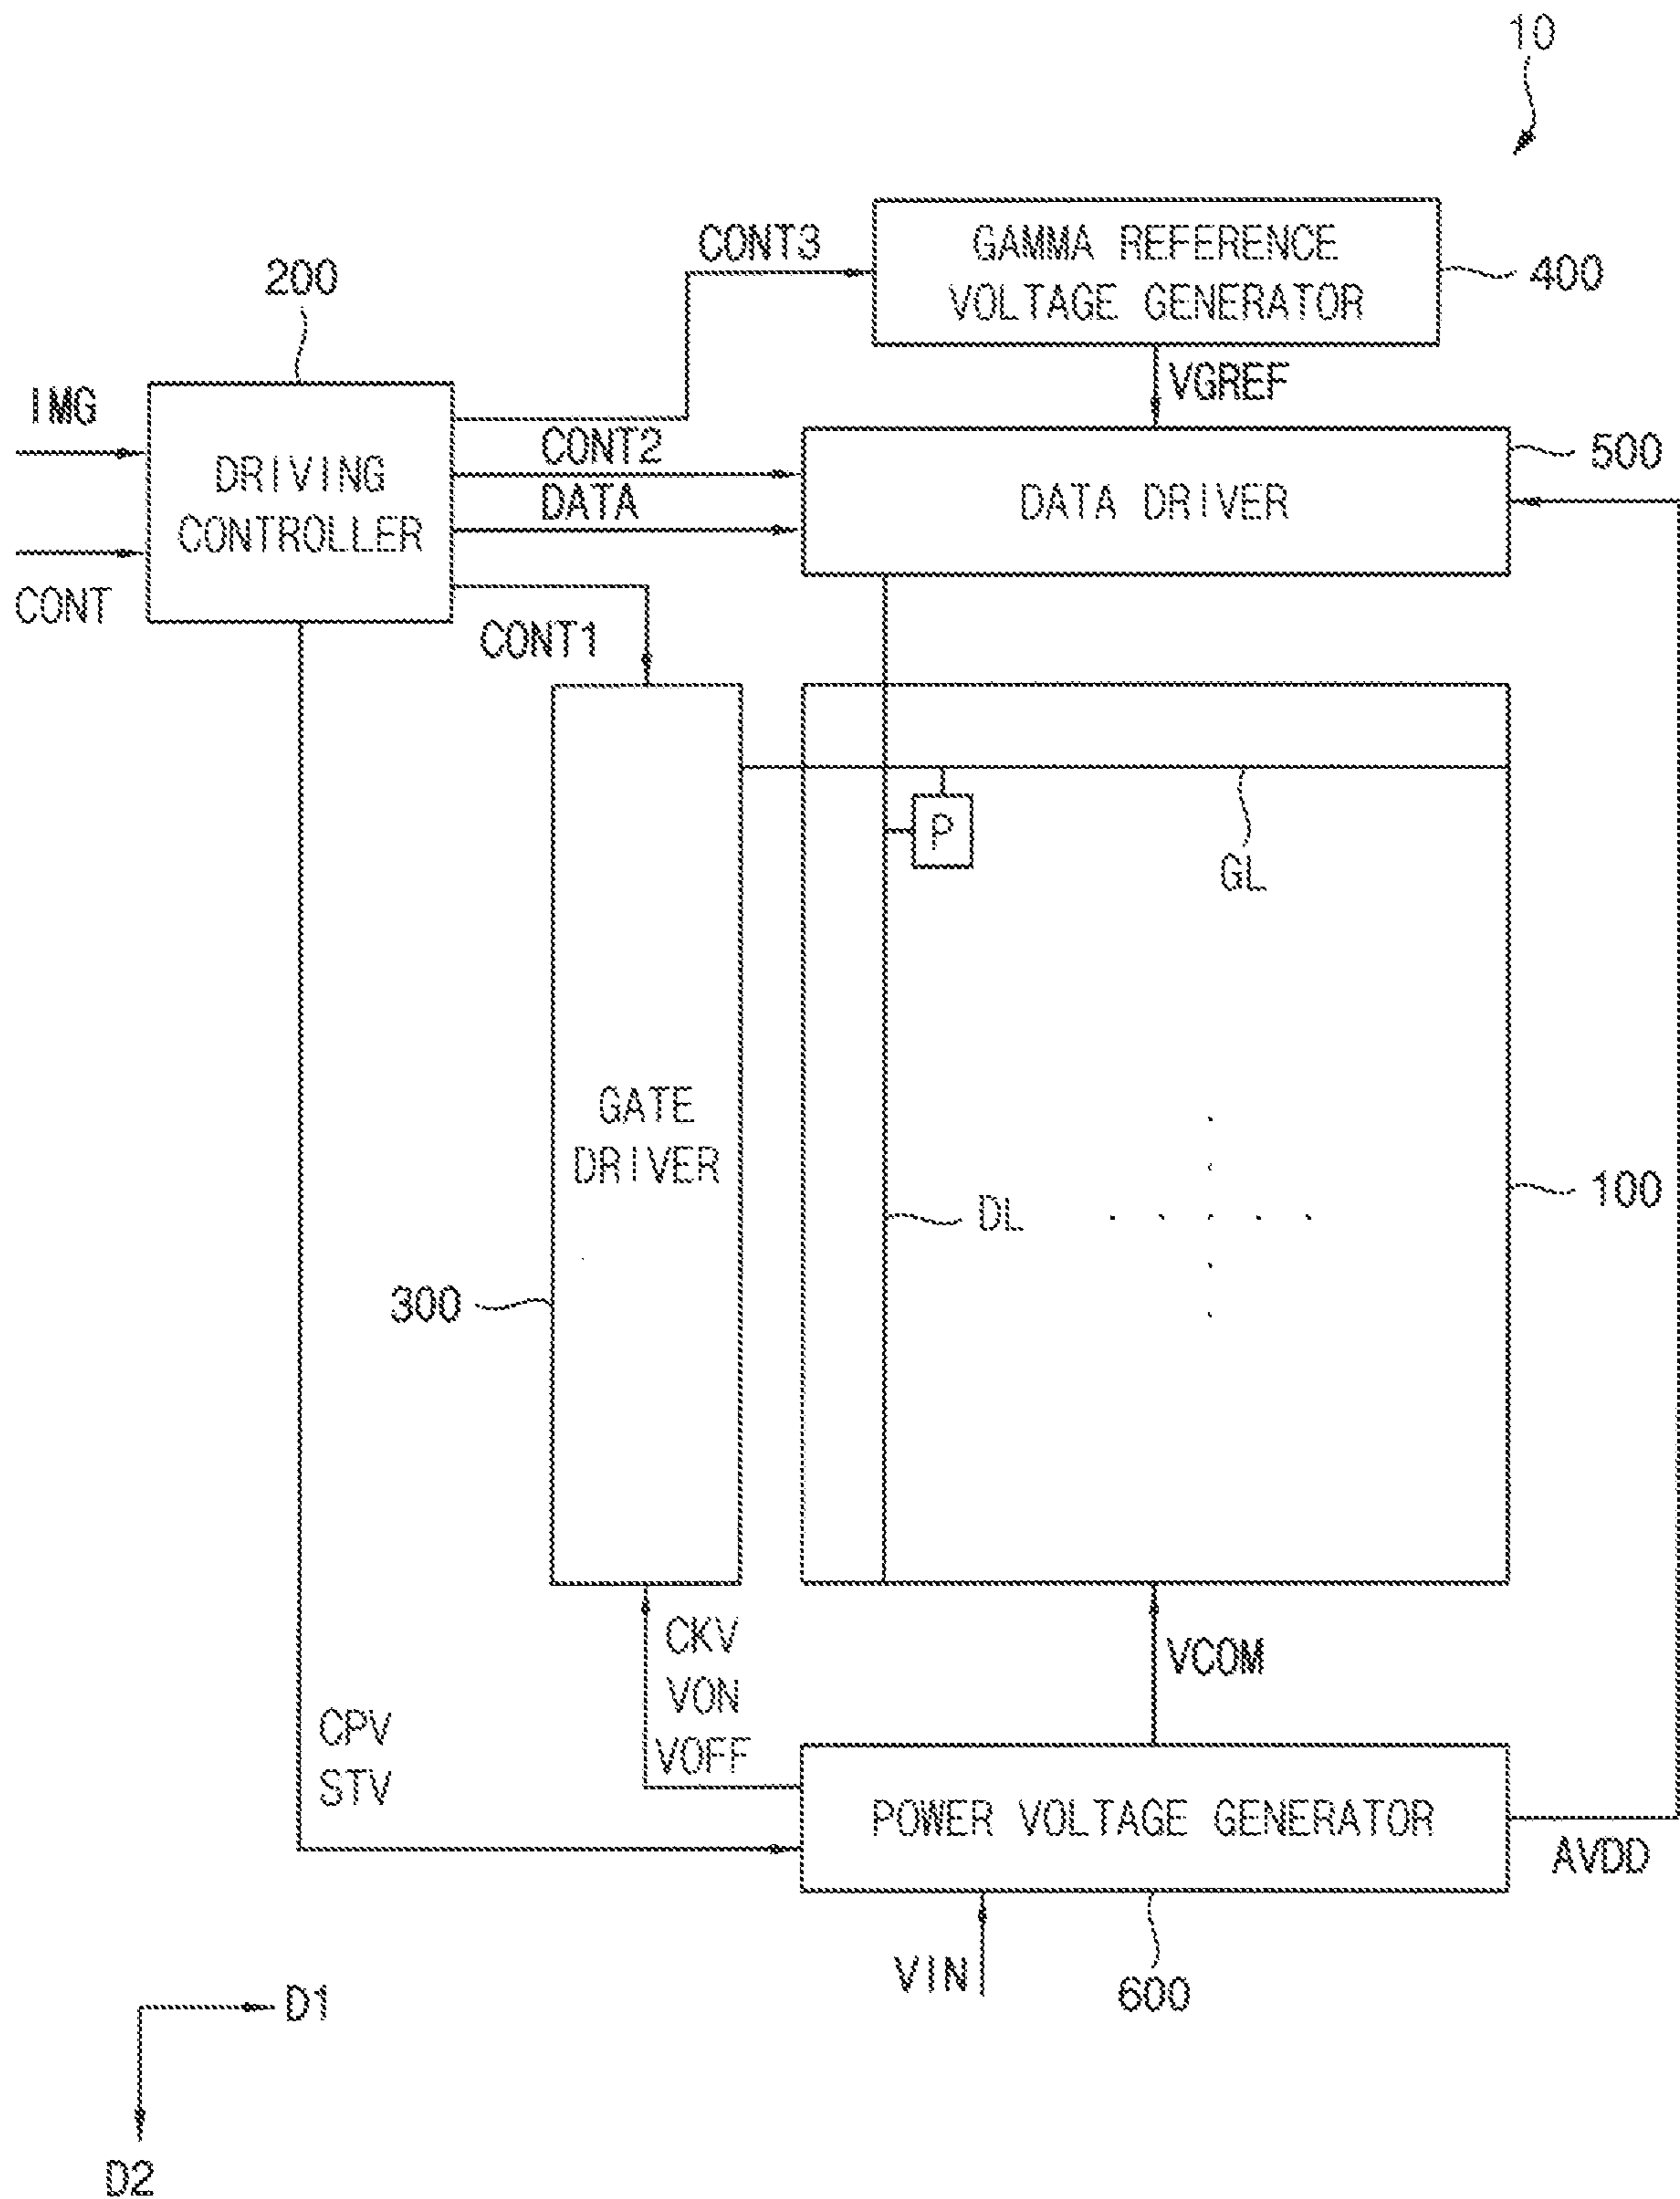 10
CONT3
GAMMA REFERENCE
VOLTAGE GENERATOR
400
200
VGREF
IMG
CONT2
DATA
DRIVING
CONTROLLER
DATA DRIVER
500
CONT
CONT1
P
GL
GATE
DRIVER
DL
100
300
CKV
VON
VOFF
VCOM
CPV
STV
POWER VOLTAGE GENERATOR
AVDD
VIN
600
D1
D2